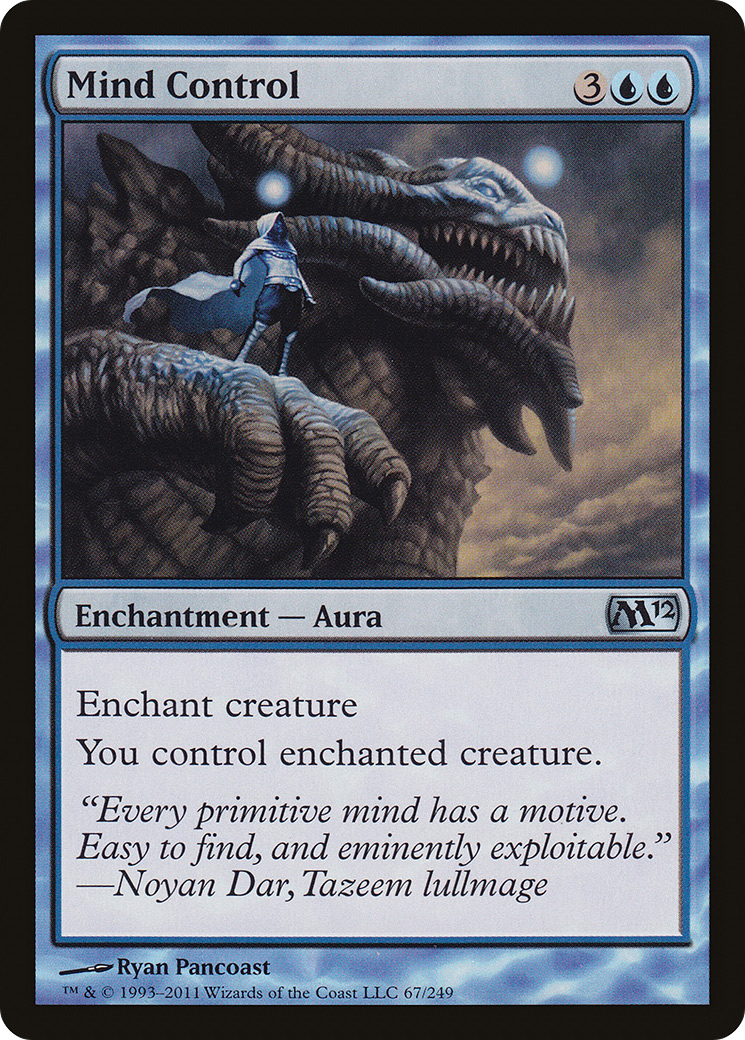 Mind Control 3
Enchantment — Aura M12
Enchant creature
You control enchanted creature.
“Every primitive mind has a motive.
Easy to find, and eminently exploitable.”
—Noyan Dar, Tazeem lullmage
Ryan Pancoast
™ & © 1993–2011 Wizards of the Coast LLC 67/249